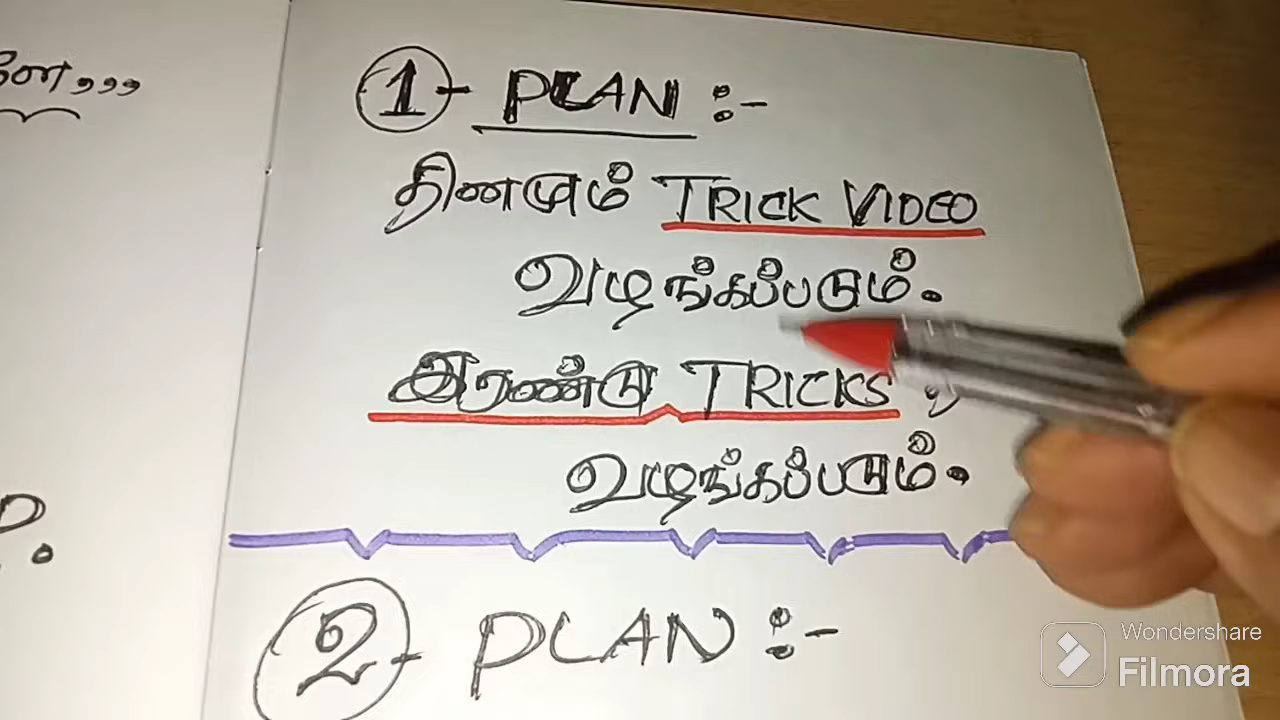 1 - PLAN :-
தினமும் TRICK VIDEO
வழங்கப்படும்.
இரண்டு TRICKS
வழங்கப்படும்.
2 - PLAN :-
Wondershare
Filmora